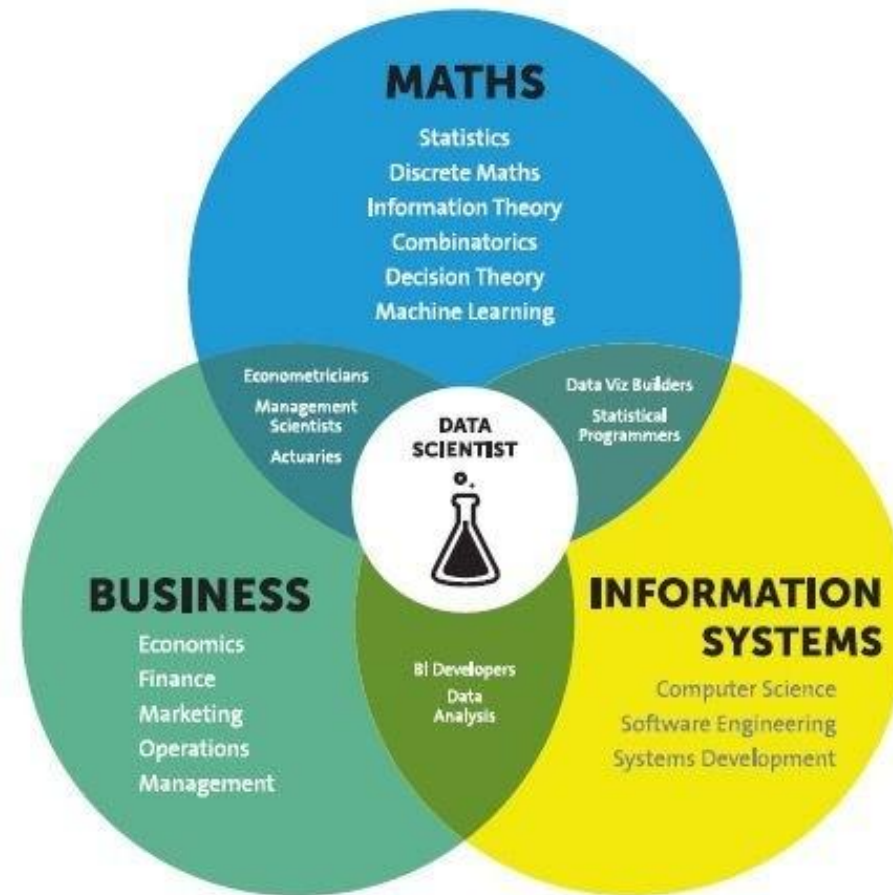 MATHS
Statistics
Discrete Maths
Information Theory
Combinatorics
Decision Theory
Machine Learning
Econometricians
Management
Scientists
Actuaries
DATA
SCIENTIST
Data Viz Builders
Statistical
Programmers
BUSINESS
Economics
Finance
Marketing
Operations
Management
BI Developers
Data
Analysis
INFORMATION
SYSTEMS
Computer Science
Software Engineering
Systems Development